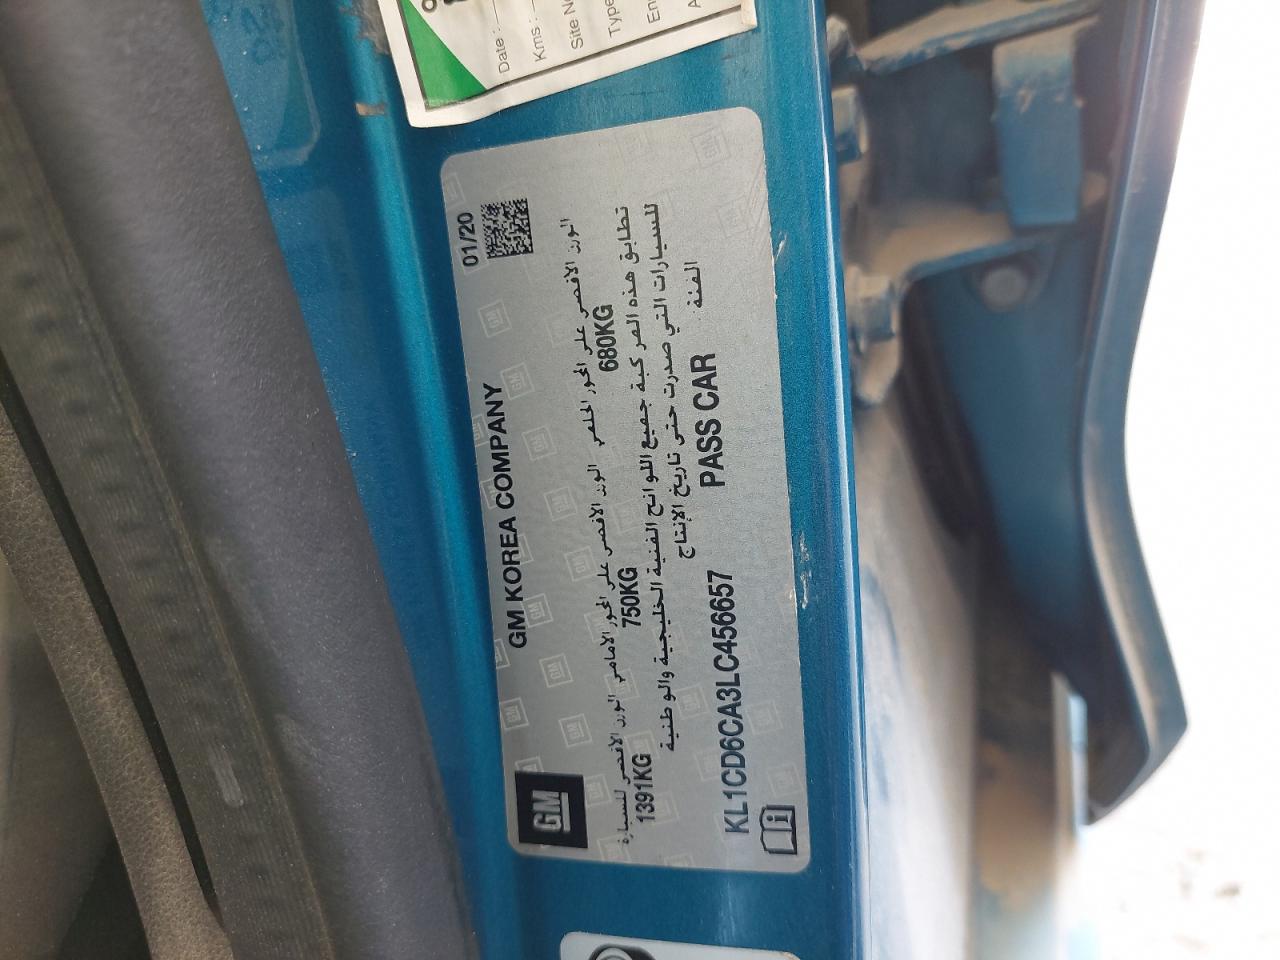 Date :
Kms :
Site N
Type
En
A
GM KOREA COMPANY
01/20
GM
الوزن الأقصى للسيارة الوزن الأقصى على المحور الأمامي الوزن الأقصى على المحور الخلفي
1391KG 750KG 680KG
تطابق هذه المركبة جميع اللوائح الفنية الخليجية والوطنية
للسيارات التي صدرت حتى تاريخ الإنتاج
KL1CD6CA3LC456657 PASS CAR الفئة